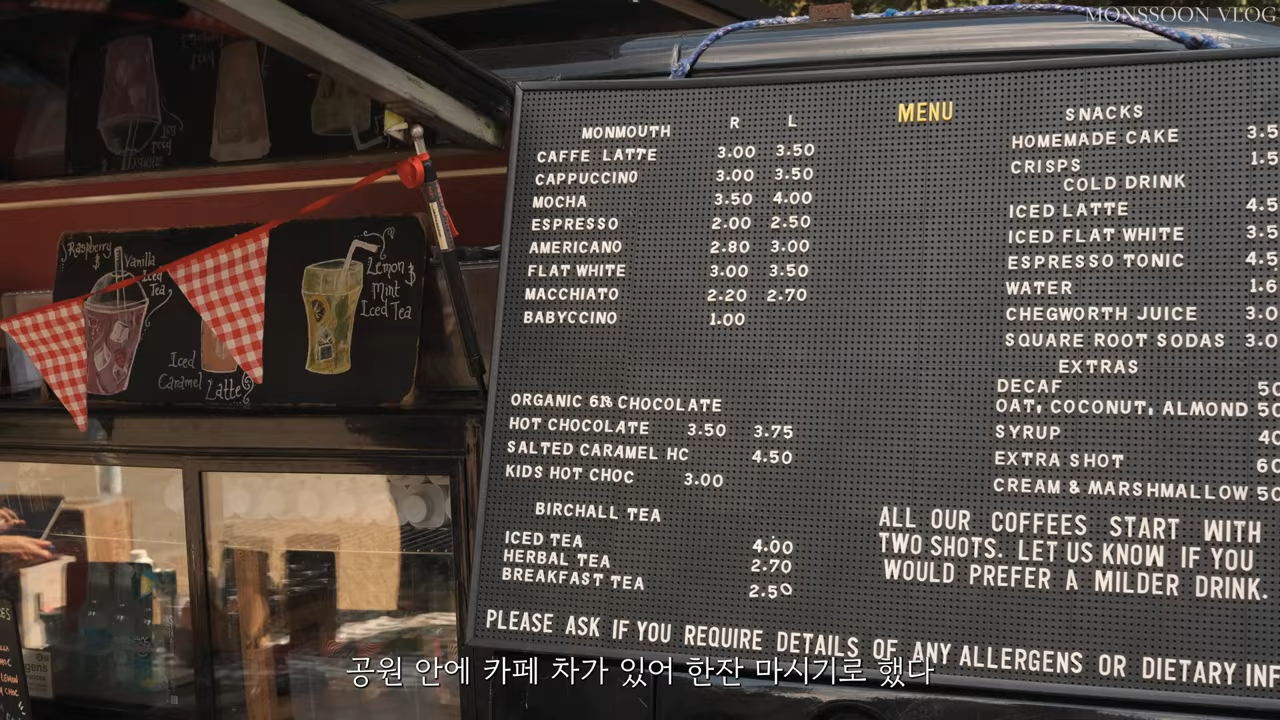 MONSSOON VLOG
Raspberry
&
Vanilla
Iced
Tea
Iced
Caramel
Latte
Lemon &
Mint
Iced Tea
MENU
MONMOUTH R L
CAFFE LATTE 3.00 3.50
CAPPUCCINO 3.00 3.50
MOCHA 3.50 4.00
ESPRESSO 2.00 2.50
AMERICANO 2.80 3.00
FLAT WHITE 3.00 3.50
MACCHIATO 2.20 2.70
BABYCCINO 1.00
ORGANIC 61% CHOCOLATE
HOT CHOCOLATE 3.50 3.75
SALTED CARAMEL HC 4.50
KIDS HOT CHOC 3.00
BIRCHALL TEA
ICED TEA 4.00
HERBAL TEA 2.70
BREAKFAST TEA 2.50
SNACKS
HOMEMADE CAKE 3.5
CRISPS 1.5
COLD DRINK
ICED LATTE 4.5
ICED FLAT WHITE 3.5
ESPRESSO TONIC 4.5
WATER 1.6
CHEGWORTH JUICE 3.0
SQUARE ROOT SODAS 3.0
EXTRAS
DECAF 50
OAT, COCONUT, ALMOND 50
SYRUP 40
EXTRA SHOT 60
CREAM & MARSHMALLOW 50
ALL OUR COFFEES START WITH
TWO SHOTS. LET US KNOW IF YOU
WOULD PREFER A MILDER DRINK.
PLEASE ASK IF YOU REQUIRE DETAILS OF ANY ALLERGENS OR DIETARY INF
공원 안에 카페 차가 있어 한잔 마시기로 했다